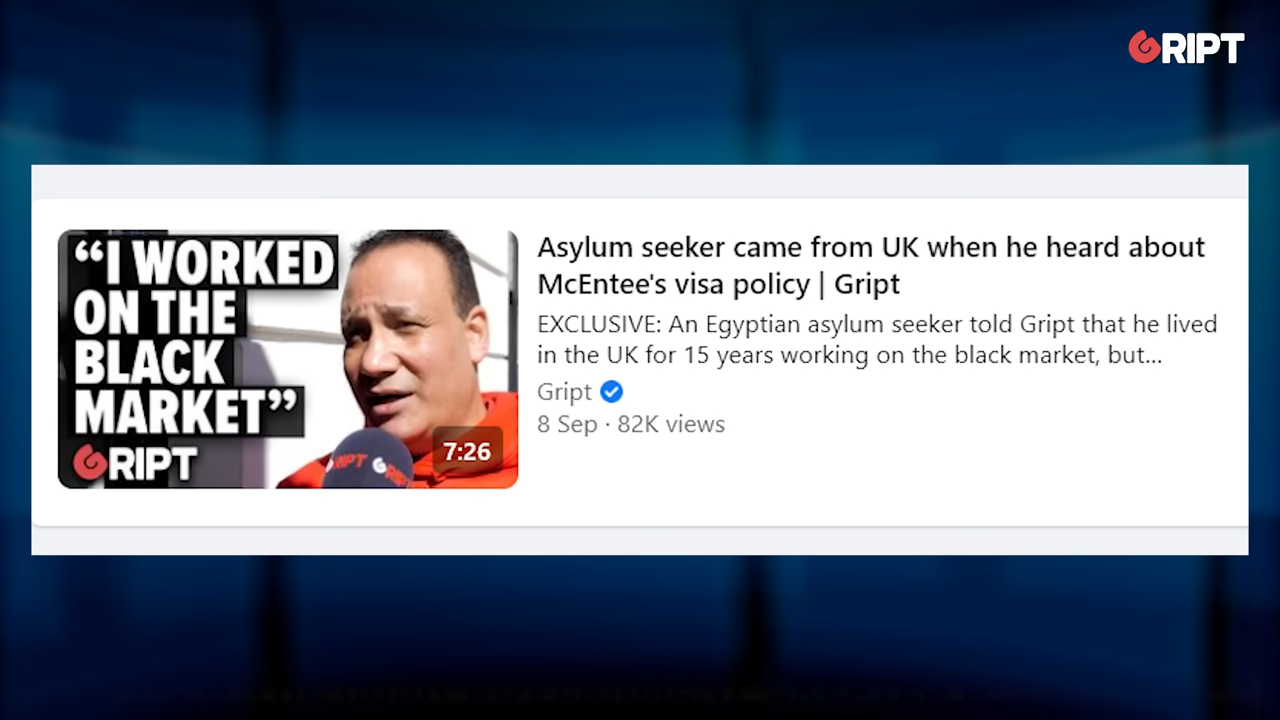 GRIPT
“I WORKED
ON THE
BLACK
MARKET”
GRIPT
RIPT GRIPT
7:26
Asylum seeker came from UK when he heard about
McEntee's visa policy | Gript
EXCLUSIVE: An Egyptian asylum seeker told Gript that he lived
in the UK for 15 years working on the black market, but...
Gript
8 Sep · 82K views